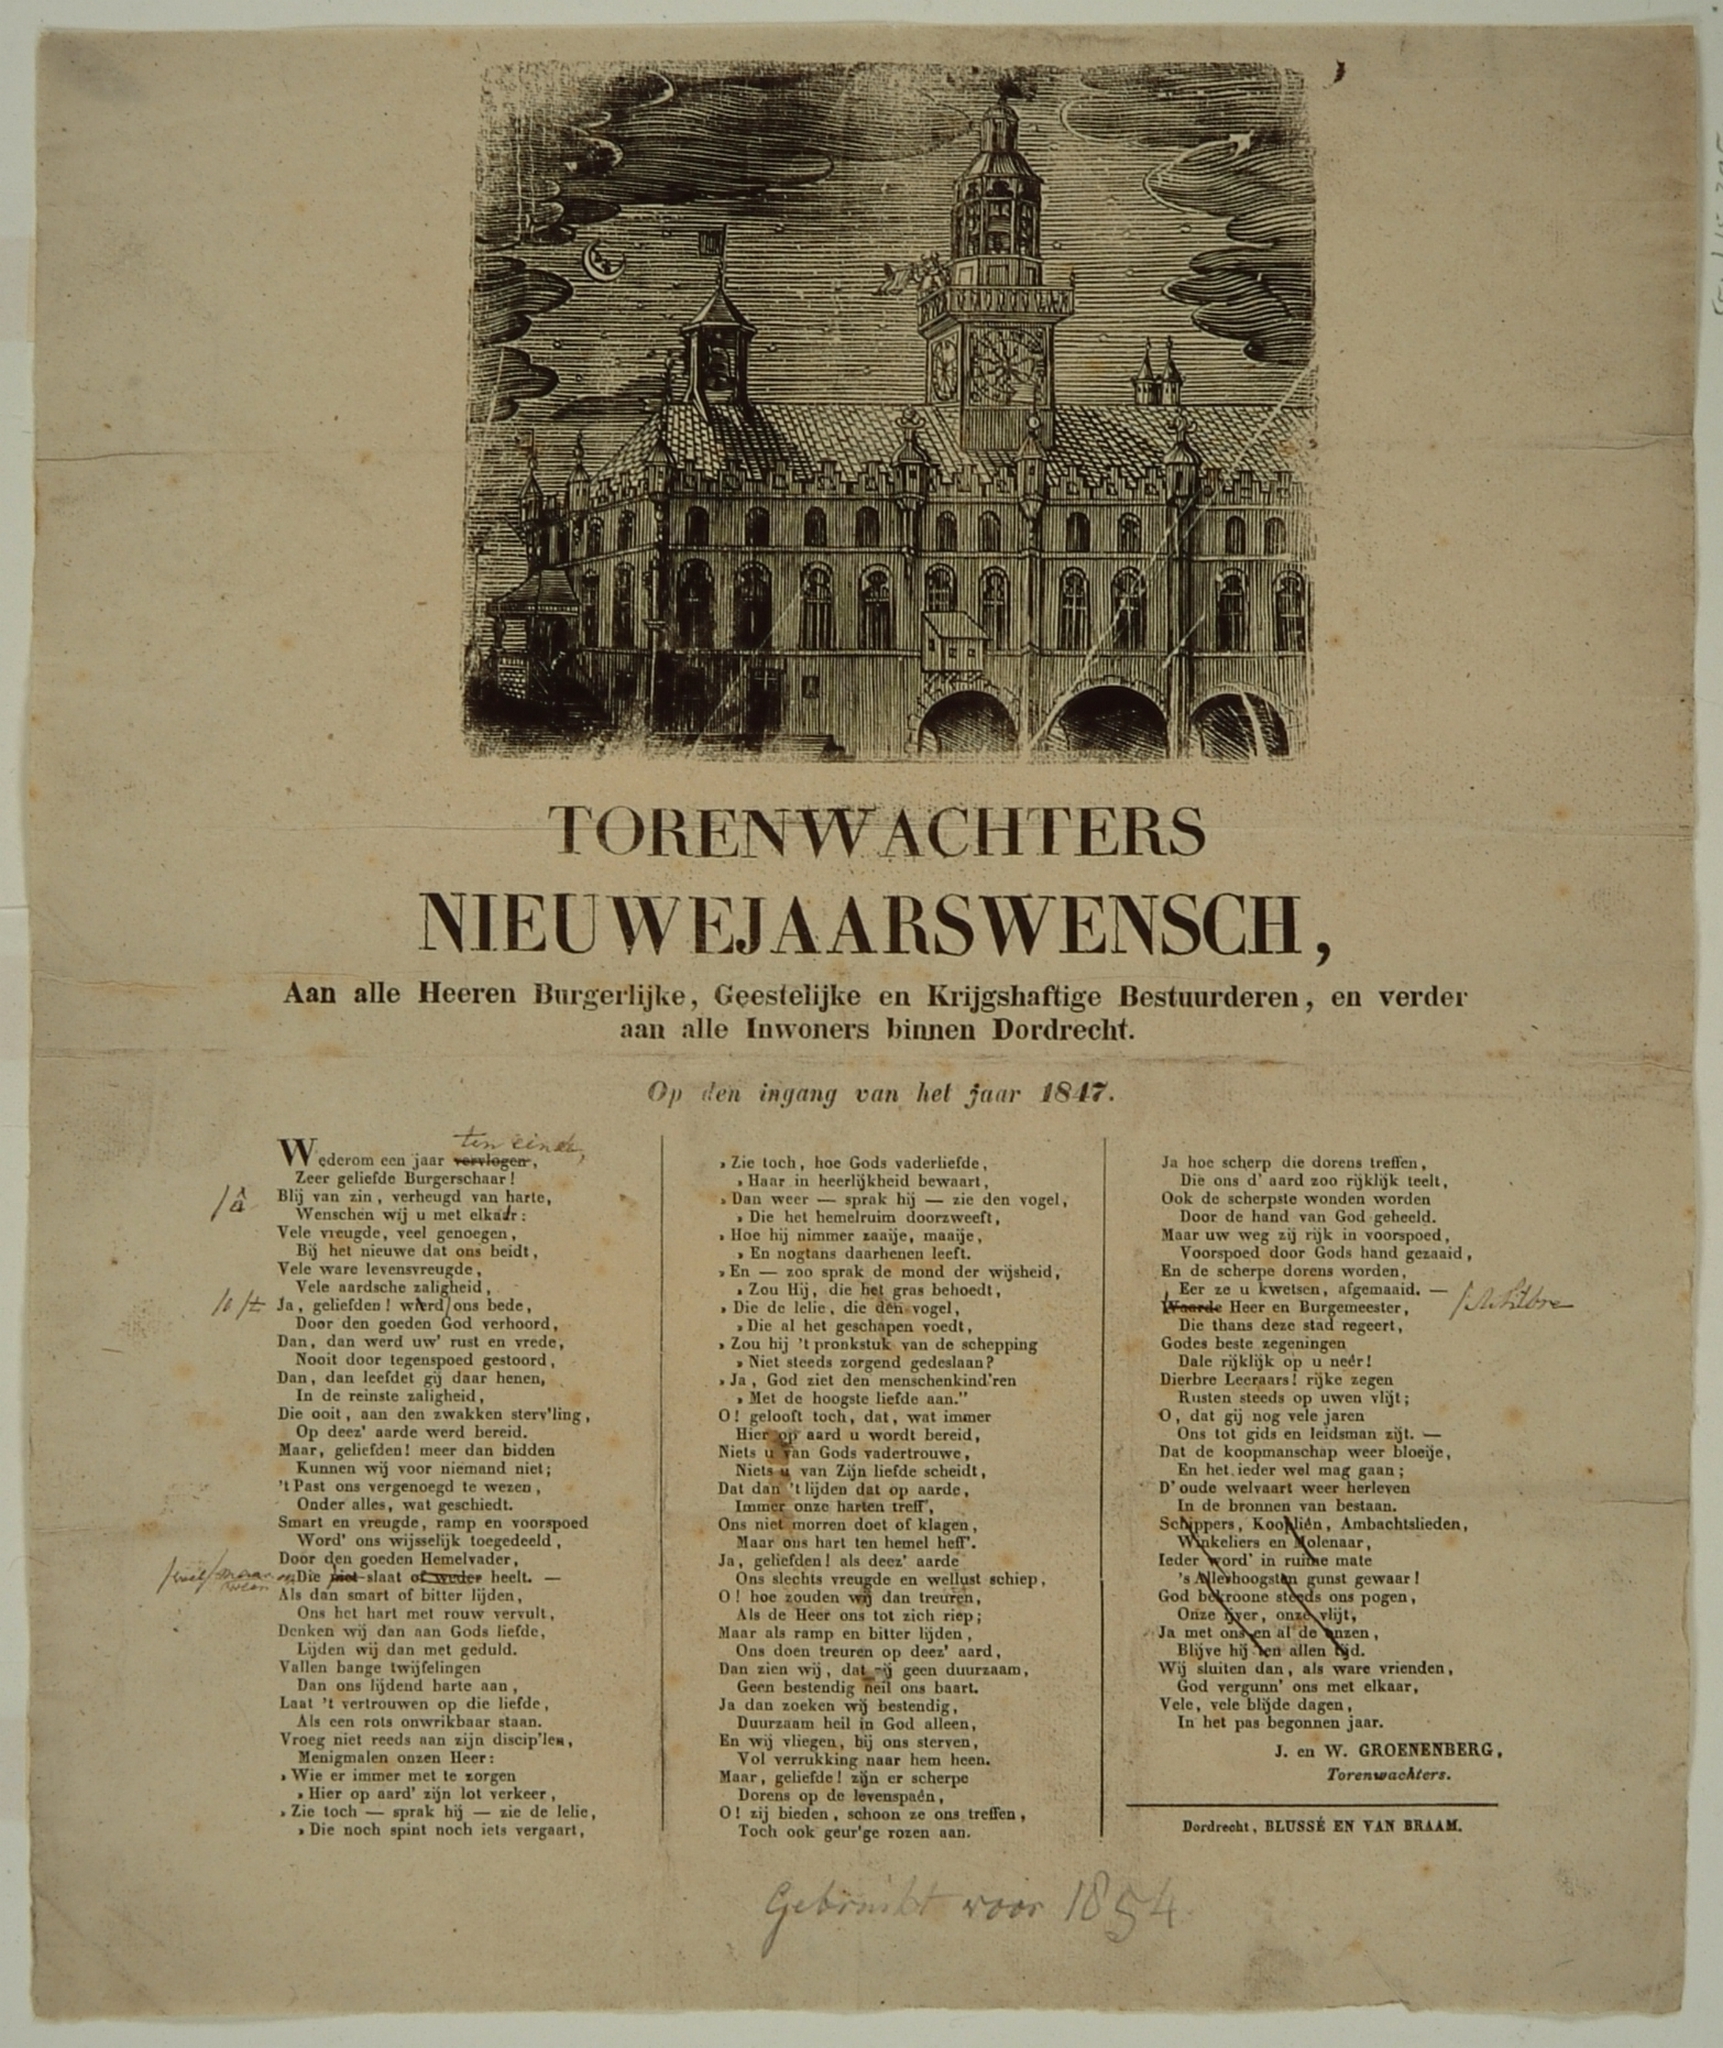 TORENWACHTERS
NIEUWEJAARSWENSCH,
Aan alle Heeren Burgerlijke, Geestelijke en Krijgshaftige Bestuurderen, en verder
aan alle Inwoners binnen Dordrecht.
Op den ingang van het jaar 1847.
ten einde,
Wederom een jaar vervlogen,
Zeer geliefde Burgerschaar!
Blij van zin, verheugd van harte,
Wenschen wij u met elkaâr:
Vele vreugde, veel genoegen,
Bij het nieuwe dat ons beidt,
Vele ware levensvreugde,
Vele aardsche zaligheid,
Ja, geliefden! wierd ons bede,
Door den goeden God verhoord,
Dan, dan werd uw' rust en vrede,
Nooit door tegenspoed gestoord,
Dan, dan leefdet gij daar henen,
In de reinste zaligheid,
Die ooit, aan den zwakken sterv'ling,
Op deez' aarde werd bereid.
Maar, geliefden! meer dan bidden
Kunnen wij voor niemand niet;
't Past ons vergenoegd te wezen,
Onder alles, wat geschiedt.
Smart en vreugde, ramp en voorspoed
Word' ons wijsselijk toegedeeld,
Door den goeden Hemelvader,
Die niet slaat of weder heelt. —
Als dan smart of bitter lijden,
Ons het hart met rouw vervult,
Denken wij dan aan Gods liefde,
Lijden wij dan met geduld.
Vallen bange twijfelingen
Dan ons lijdend harte aan,
Laat 't vertrouwen op die liefde,
Als een rots onwrikbaar staan.
Vroeg niet reeds aan zijn discip'len,
Menigmalen onzen Heer:
» Wie er immer met te zorgen
» Hier op aard' zijn lot verkeer,
» Zie toch — sprak hij — zie de lelie,
» Die noch spint noch iets vergaart,
» Zie toch, hoe Gods vaderliefde,
» Haar in heerlijkheid bewaart,
» Dan weer — sprak hij — zie den vogel,
» Die het hemelruim doorzweeft,
» Hoe hij nimmer zaaije, maaije,
» En nogtans daarhenen leeft.
» En — zoo sprak de mond der wijsheid,
» Zou Hij, die het gras behoedt,
» Die de lelie, die den vogel,
» Die al het geschapen voedt,
» Zou hij 't pronkstuk van de schepping
» Niet steeds zorgend gedeslaan?
» Ja, God ziet den menschenkind'ren
» Met de hoogste liefde aan."
O! gelooft toch, dat, wat immer
Hier op aard u wordt bereid,
Niets u van Gods vadertrouwe,
Niets u van Zijn liefde scheidt,
Dat dan 't lijden dat op aarde,
Immer onze harten treff',
Ons niet morren doet of klagen,
Maar ons hart ten hemel heff'.
Ja, geliefden! als deez' aarde
Ons slechts vreugde en wellust schiep,
O! hoe zouden wij dan treuren,
Als de Heer ons tot zich riep;
Maar als ramp en bitter lijden,
Ons doen treuren op deez' aard,
Dan zien wij, dat zij geen duurzaam,
Geen bestendig heil ons baart.
Ja dan zoeken wij bestendig,
Duurzaam heil in God alleen,
En wij vliegen, bij ons sterven,
Vol verrukking naar hem heen.
Maar, geliefde! zijn er scherpe
Dorens op de levenspaên,
O! zij bieden, schoon ze ons treffen,
Toch ook geur'ge rozen aan.
Ja hoe scherp die dorens treffen,
Die ons d' aard zoo rijklijk teelt,
Ook de scherpste wonden worden
Door de hand van God geheeld.
Maar uw weg zij rijk in voorspoed,
Voorspoed door Gods hand gezaaid,
En de scherpe dorens worden,
Eer ze u kwetsen, afgemaaid. —
Waarde Heer en Burgemeester,
Die thans deze stad regeert,
Godes beste zegeningen
Dale rijklijk op u neêr!
Dierbre Leeraars! rijke zegen
Rusten steeds op uwen vlijt;
O, dat gij nog vele jaren
Ons tot gids en leidsman zijt. —
Dat de koopmanschap weer bloeije,
En het ieder wel mag gaan;
D' oude welvaart weer herleven
In de bronnen van bestaan.
Schippers, Kooplién, Ambachtslieden,
Winkeliers en Molenaar,
Ieder word' in ruime mate
's Allerhoogsten gunst gewaar!
God bekroone steeds ons pogen,
Onze ijver, onze vlijt,
Ja met ons en al de onzen,
Blijve hij ten allen tijd.
Wij sluiten dan, als ware vrienden,
God vergunn' ons met elkaar,
Vele, vele blijde dagen,
In het pas begonnen jaar.
J. en W. GROENENBERG,
Torenwachters.
Dordrecht, BLUSSÉ EN VAN BRAAM.
Gebruikt voor 1854.